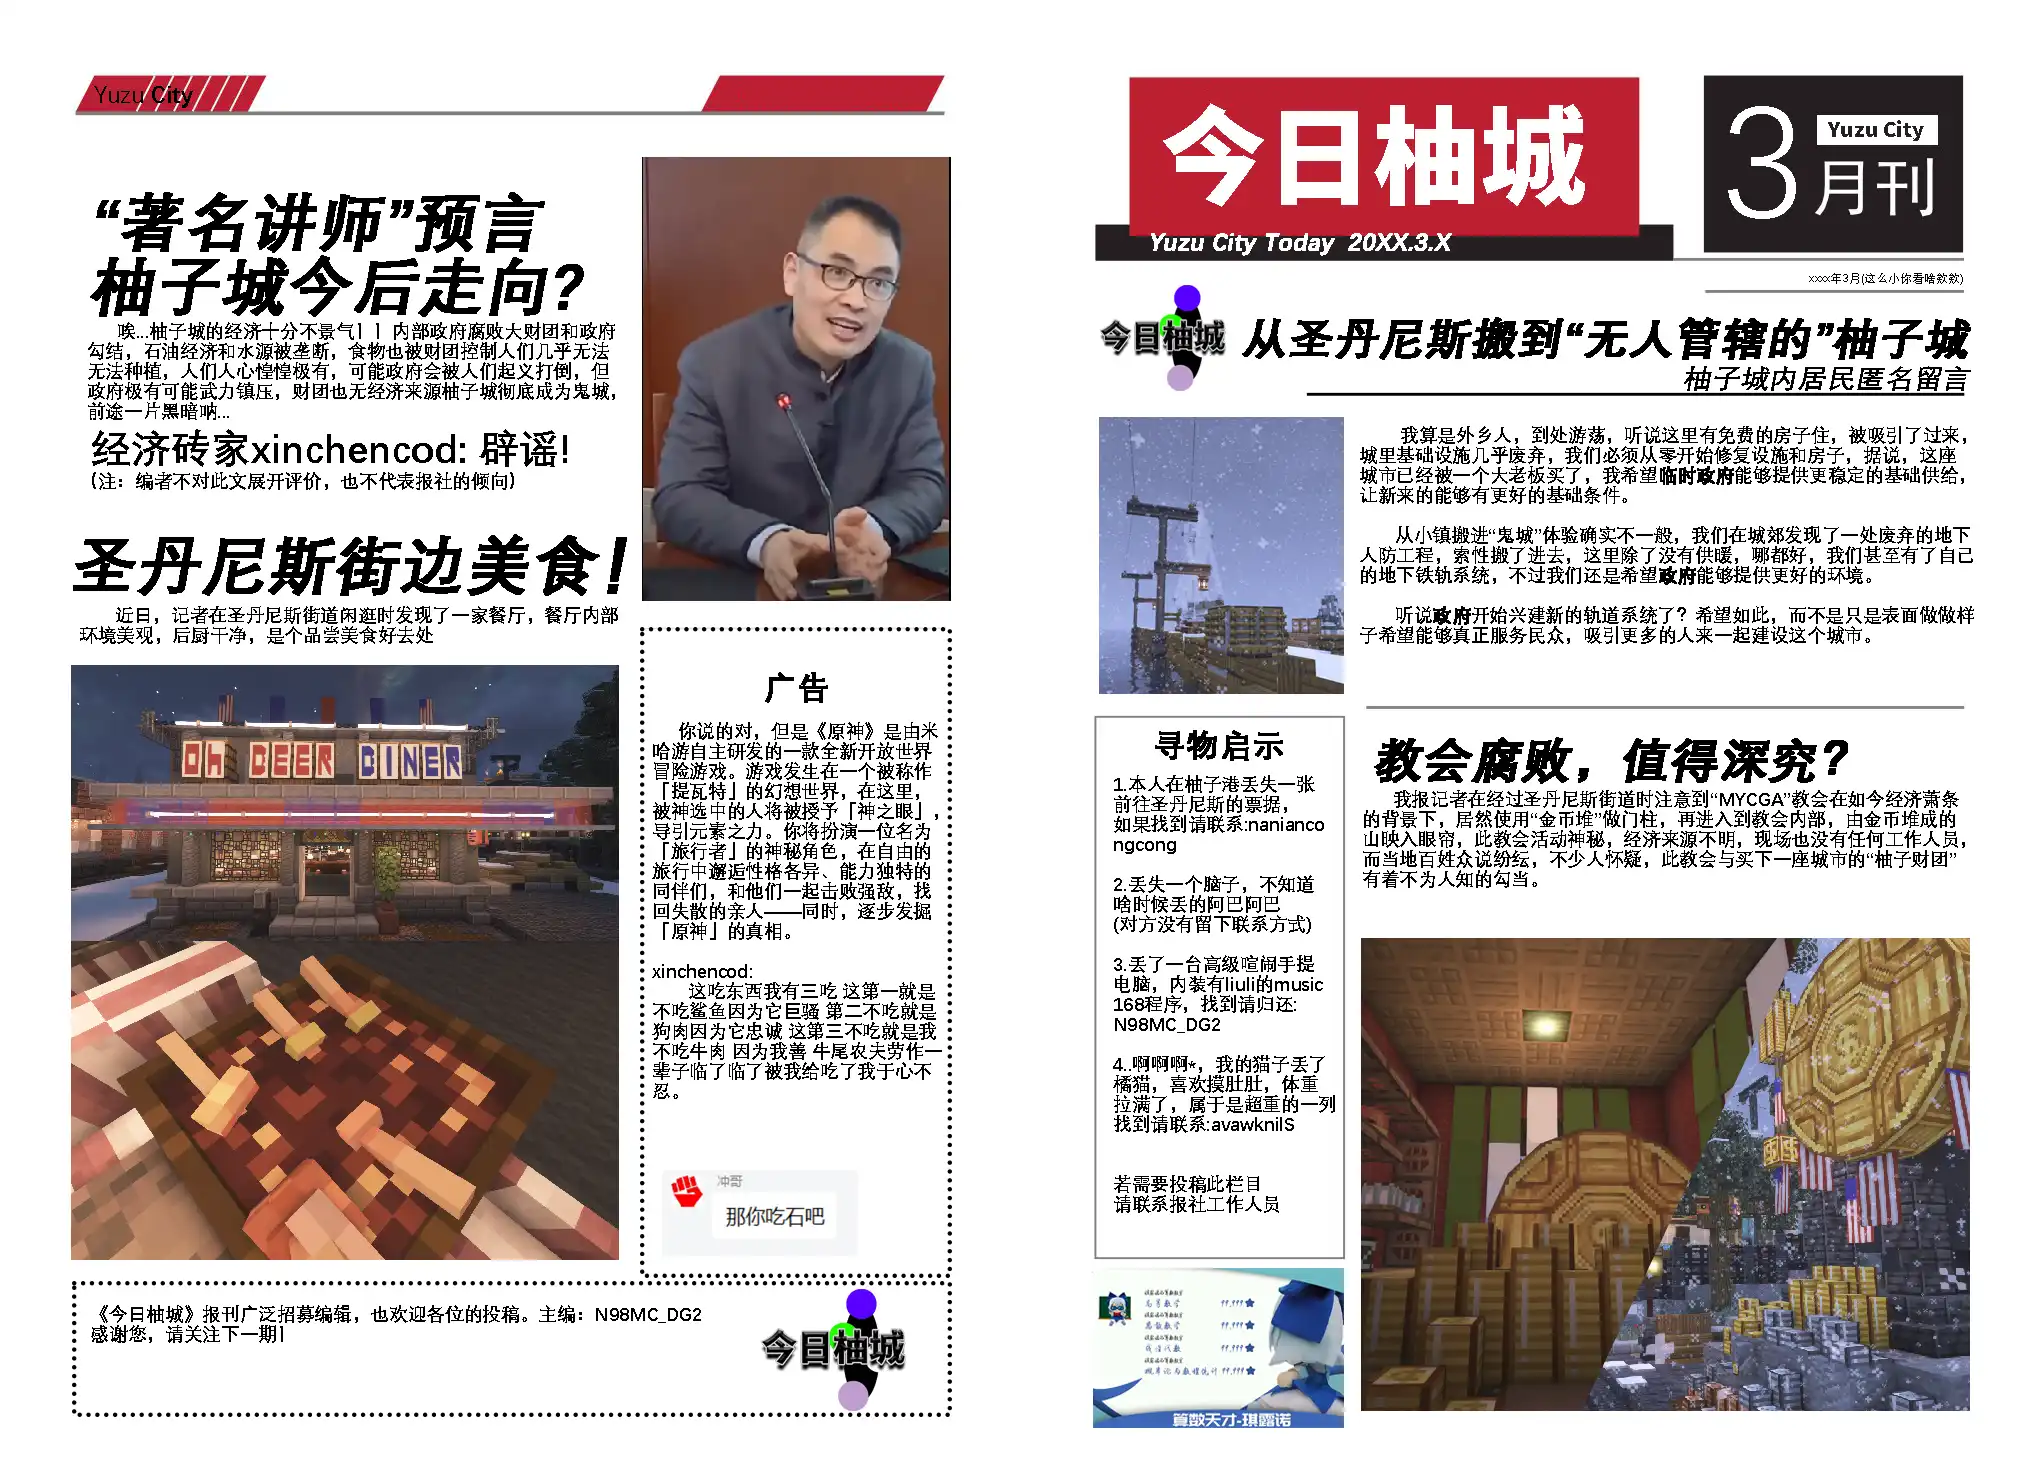 Yuzu City
“著名讲师”预言
柚子城今后走向？
唉...柚子城的经济十分不景气！！内部政府腐败大财团和政府
勾结，石油经济和水源被垄断，食物也被财团控制人们几乎无法
无法种植，人们人心惶惶极有，可能政府会被人们起义打倒，但
政府极有可能武力镇压，财团也无经济来源柚子城彻底成为鬼城，
前途一片黑暗呐...
经济砖家xinchencod: 辟谣!
(注：编者不对此文展开评价，也不代表报社的倾向)
圣丹尼斯街边美食！
近日，记者在圣丹尼斯街道闲逛时发现了一家餐厅，餐厅内部
环境美观，后厨干净，是个品尝美食好去处
Oh DEER DINER
广告
你说的对，但是《原神》是由米
哈游自主研发的一款全新开放世界
冒险游戏。游戏发生在一个被称作
「提瓦特」的幻想世界，在这里，
被神选中的人将被授予「神之眼」，
导引元素之力。你将扮演一位名为
「旅行者」的神秘角色，在自由的
旅行中邂逅性格各异、能力独特的
同伴们，和他们一起击败强敌，找
回失散的亲人——同时，逐步发掘
「原神」的真相。
xinchencod:
这吃东西我有三吃 这第一就是
不吃鲨鱼因为它巨骚 第二不吃就是
狗肉因为它忠诚 这第三不吃就是我
不吃牛肉 因为我善 牛尾农夫劳作一
辈子临了临了被我给吃了我于心不
忍。
冲哥
那你吃石吧
《今日柚城》报刊广泛招募编辑，也欢迎各位的投稿。主编：N98MC_DG2
感谢您，请关注下一期！
今日柚城
今日柚城
Yuzu City Today 20XX.3.X
3
Yuzu City
月刊
xxxx年3月(这么小你看啥数数)
今日柚城
从圣丹尼斯搬到“无人管辖的”柚子城
柚子城内居民匿名留言
我算是外乡人，到处游荡，听说这里有免费的房子住，被吸引了过来，
城里基础设施几乎废弃，我们必须从零开始修复设施和房子，据说，这座
城市已经被一个大老板买了，我希望临时政府能够提供更稳定的基础供给，
让新来的能够有更好的基础条件。
从小镇搬进“鬼城”体验确实不一般，我们在城郊发现了一处废弃的地下
人防工程，索性搬了进去，这里除了没有供暖，哪都好，我们甚至有了自己
的地下铁轨系统，不过我们还是希望政府能够提供更好的环境。
听说政府开始兴建新的轨道系统了？希望如此，而不是只是表面做做样
子希望能够真正服务民众，吸引更多的人来一起建设这个城市。
寻物启示
1.本人在柚子港丢失一张
前往圣丹尼斯的票据，
如果找到请联系:nanianco
ngcong
2.丢失一个脑子，不知道
啥时候丢的阿巴阿巴
(对方没有留下联系方式)
3.丢了一台高级喧闹手提
电脑，内装有liuli的music
168程序，找到请归还:
N98MC_DG2
4..啊啊啊*，我的猫子丢了
橘猫，喜欢摸肚肚，体重
拉满了，属于是超重的一列
找到请联系:avawknilS
若需要投稿此栏目
请联系报社工作人员
教会腐败，值得深究？
我报记者在经过圣丹尼斯街道时注意到“MYCGA”教会在如今经济萧条
的背景下，居然使用“金币堆”做门柱，再进入到教会内部，由金币堆成的
山映入眼帘，此教会活动神秘，经济来源不明，现场也没有任何工作人员，
而当地百姓众说纷纭，不少人怀疑，此教会与买下一座城市的“柚子财团”
有着不为人知的勾当。
高等数学 99,999
离散数学 99,999
线性代数 99,999
概率论与数理统计 99,999
算数天才-琪露诺